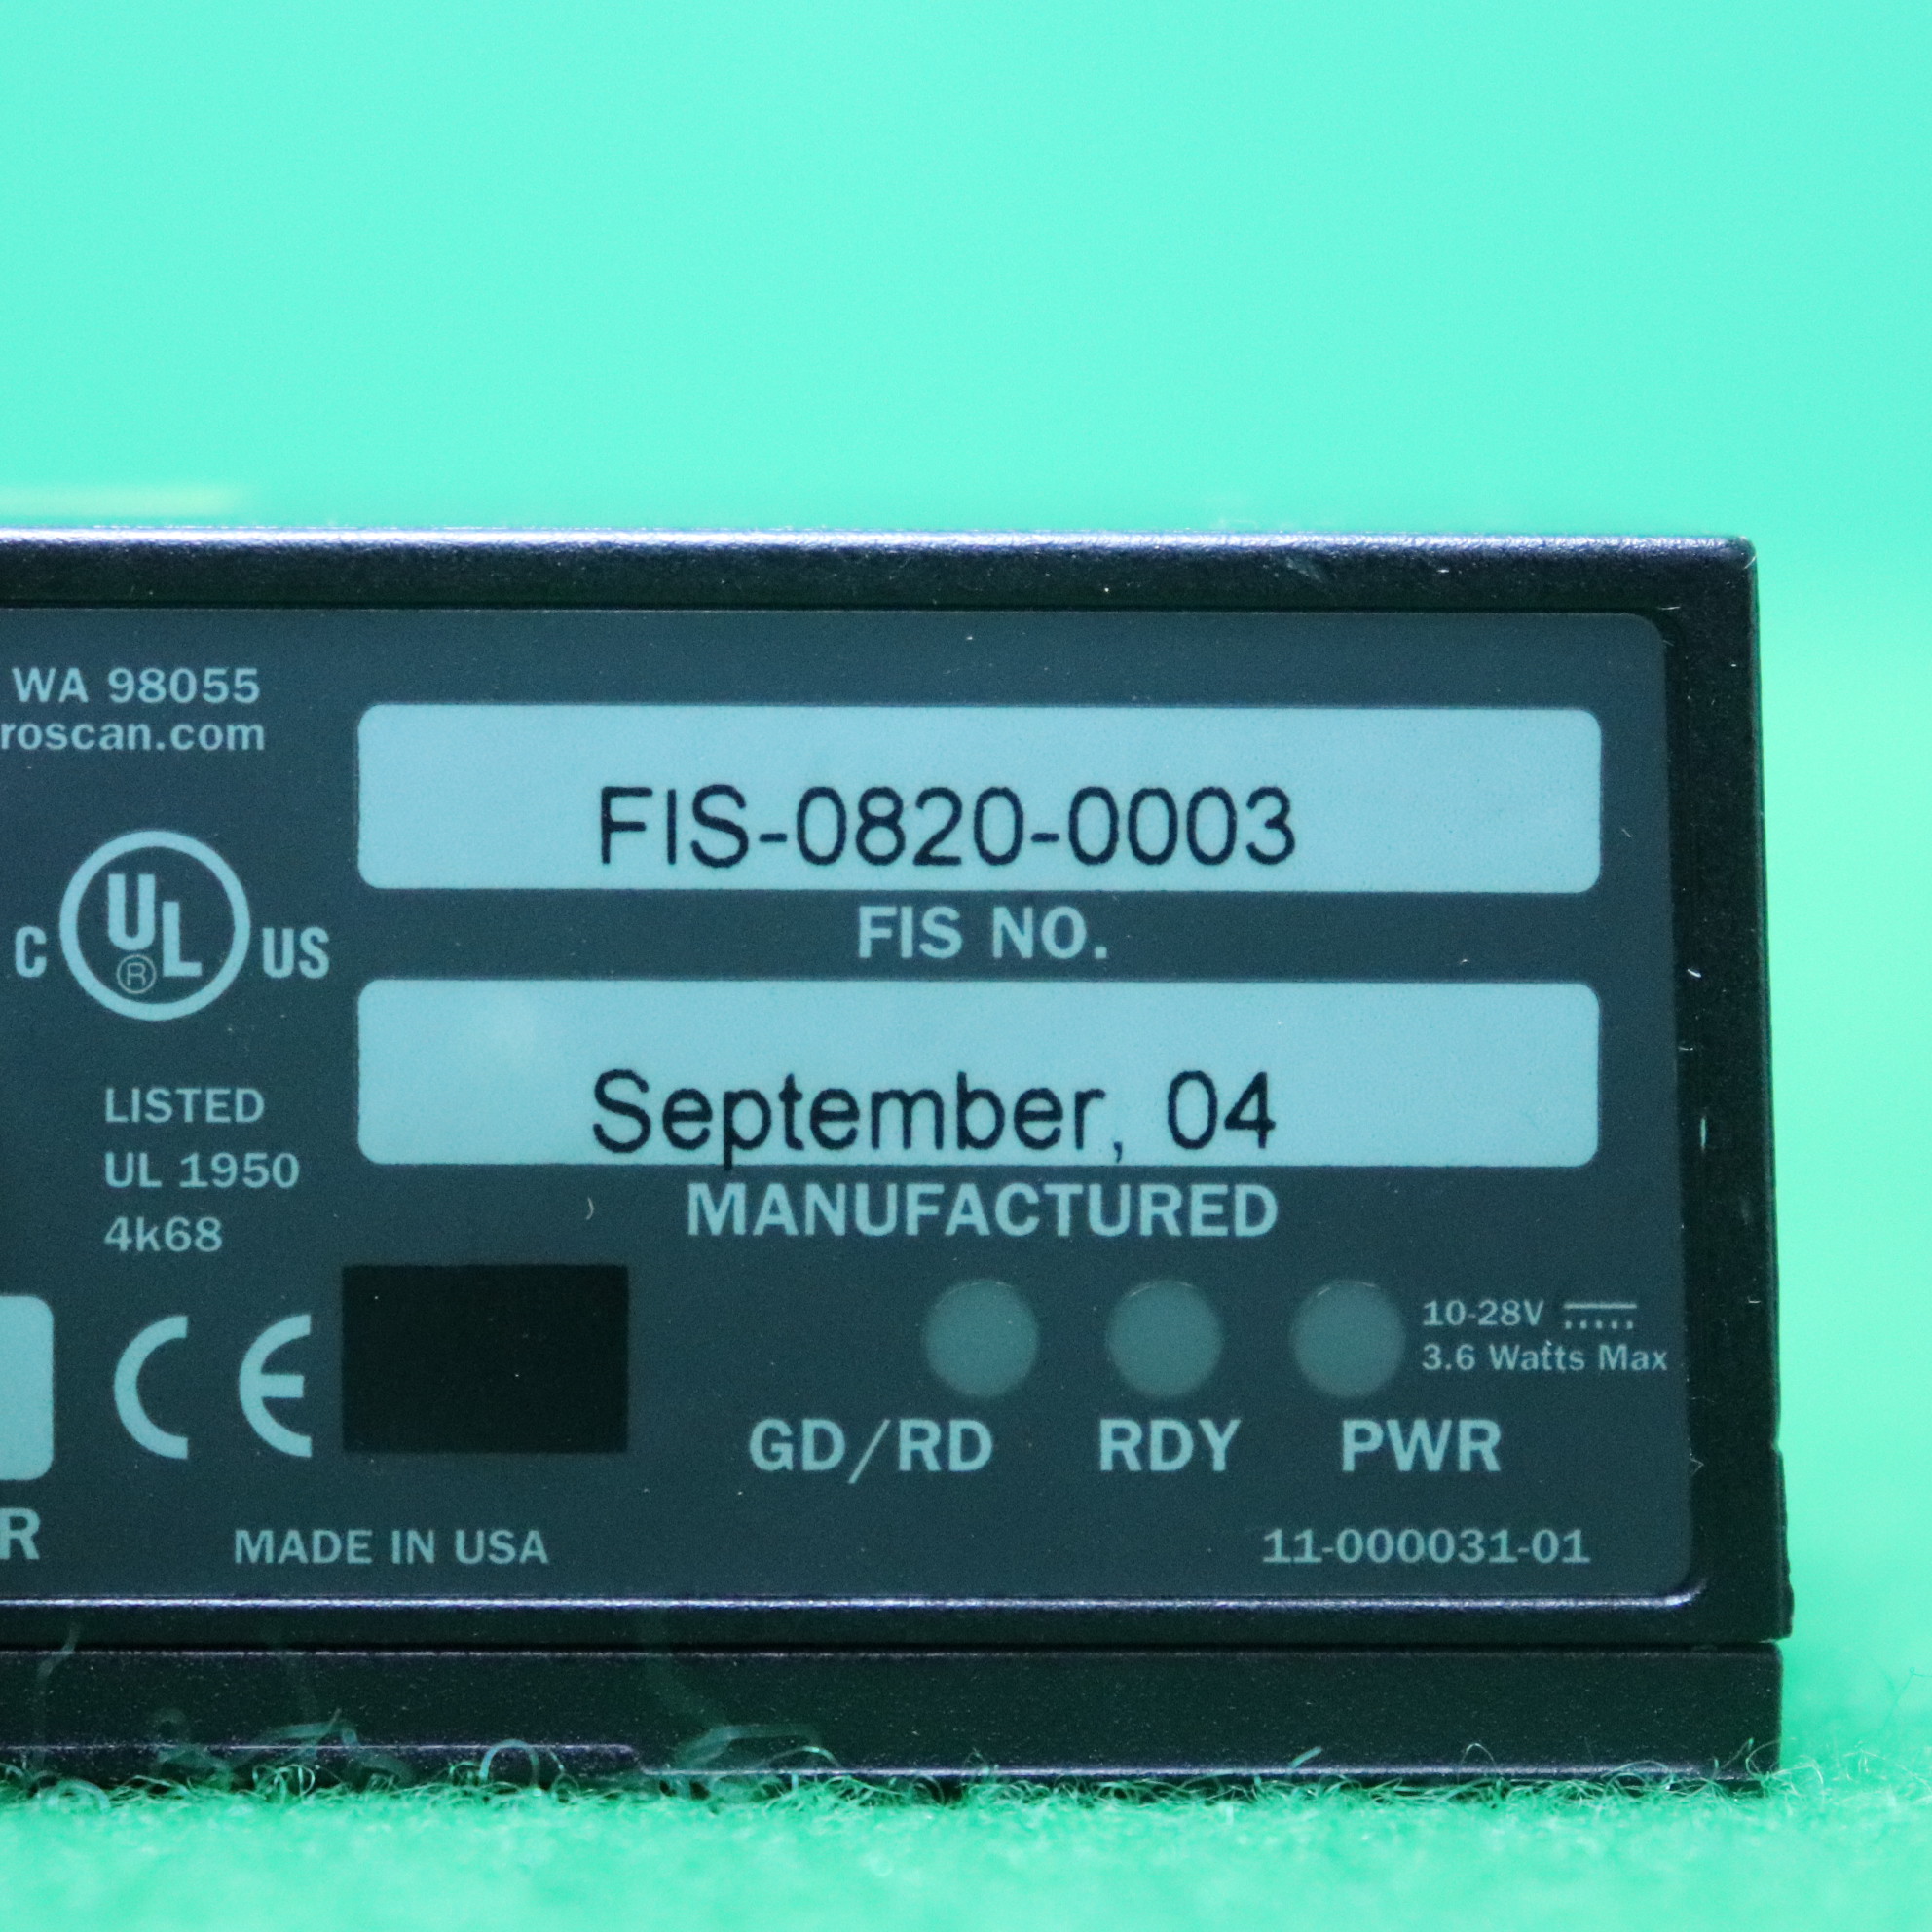 WA 98055
roscan.com
FIS-0820-0003
FIS NO.
C UL® US
September, 04
MANUFACTURED
LISTED
UL 1950
4k68
CE
10-28V
3.6 Watts Max
GD/RD RDY PWR
R
MADE IN USA
11-000031-01